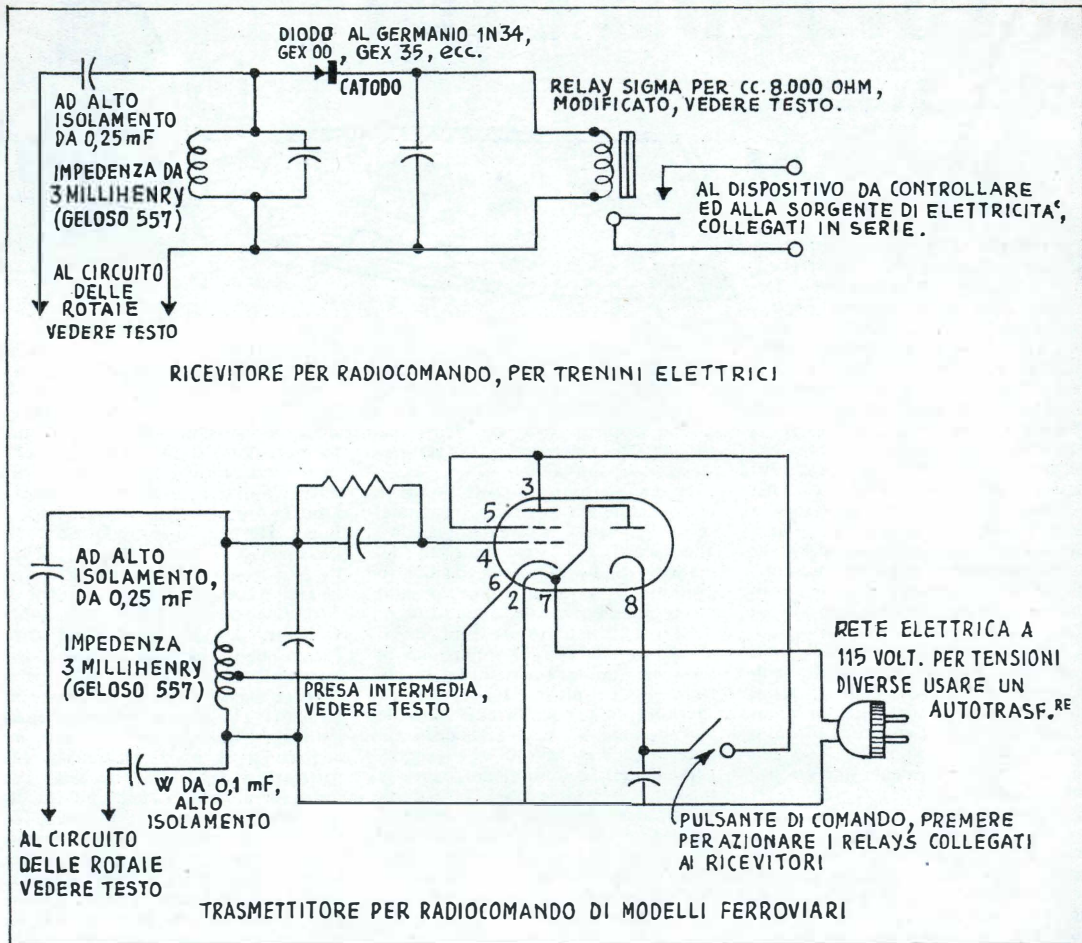 DIODO AL GERMANIO 1N34,
GEX 00, GEX 35, ecc.
CATODO
AD ALTO
ISOLAMENTO
DA 0,25 mF
IMPEDENZA DA
3 MILLIHENRY
(GELOSO 557)
RELAY SIGMA PER CC. 8.000 OHM,
MODIFICATO, VEDERE TESTO.
AL DISPOSITIVO DA CONTROLLARE
ED ALLA SORGENTE DI ELETTRICITA‘,
COLLEGATI IN SERIE.
AL CIRCUITO
DELLE
ROTAIE
VEDERE TESTO
RICEVITORE PER RADIOCOMANDO, PER TRENINI ELETTRICI
3
5
4
6
2
7
8
AD ALTO
ISOLAMENTO,
DA 0,25 mF
IMPEDENZA
3 MILLIHENRY
(GELOSO 557)
PRESA INTERMEDIA,
VEDERE TESTO
RETE ELETTRICA A
115 VOLT. PER TENSIONI
DIVERSE USARE UN
AUTOTRASF.RE
W DA 0,1 mF,
ALTO
ISOLAMENTO
AL CIRCUITO
DELLE ROTAIE
VEDERE TESTO
PULSANTE DI COMANDO, PREMERE
PER AZIONARE I RELAYS COLLEGATI
AI RICEVITORI
TRASMETTITORE PER RADIOCOMANDO DI MODELLI FERROVIARI